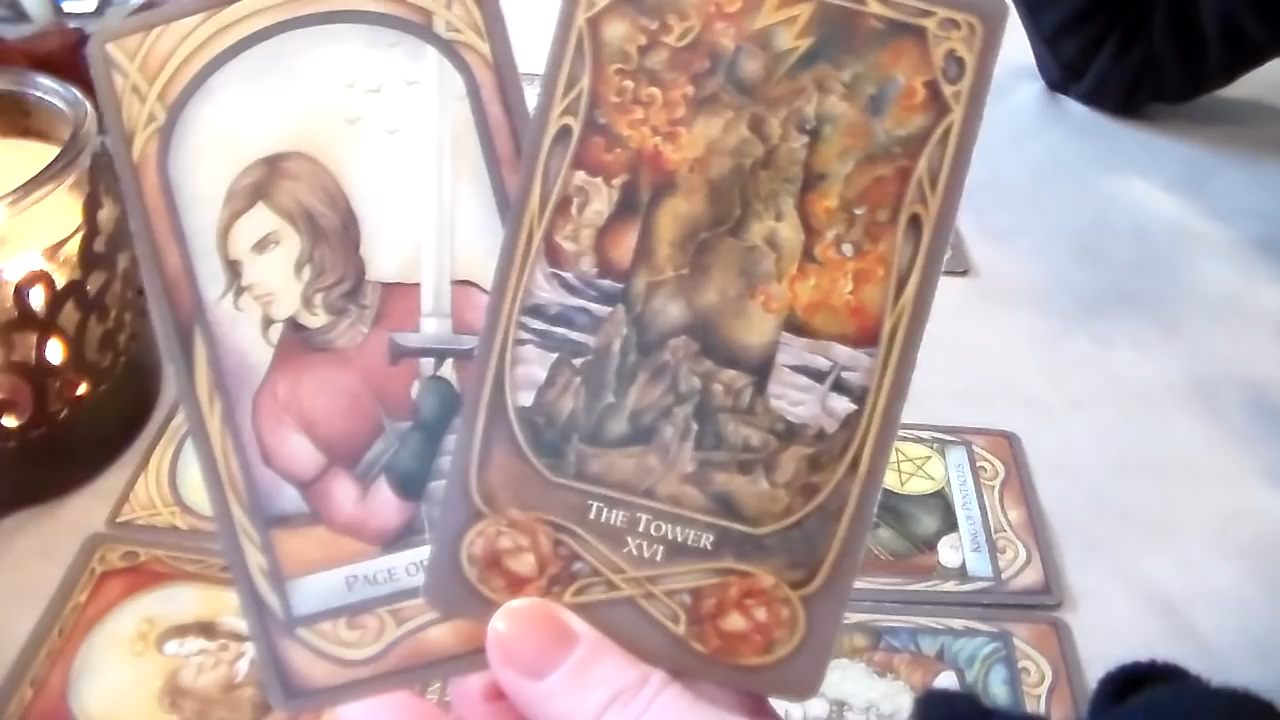 PAGE OF
THE TOWER
XVI
KING OF PENTACLES